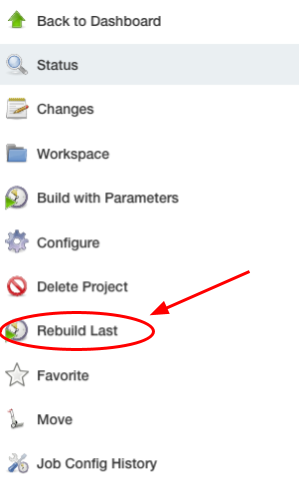 Back to Dashboard
Status
Changes
Workspace
Build with Parameters
Configure
Delete Project
Rebuild Last
Favorite
Move
Job Config History